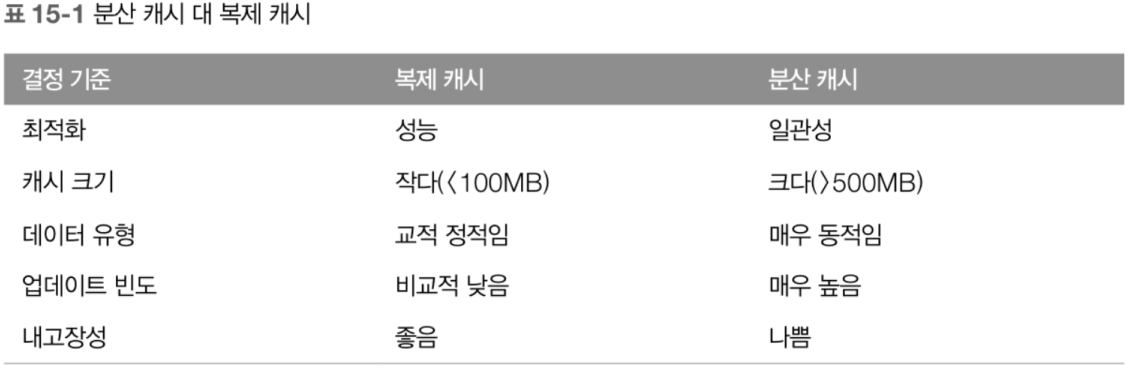 표 15-1 분산 캐시 대 복제 캐시
결정 기준 복제 캐시 분산 캐시
최적화 성능 일관성
캐시 크기 작다(〈100MB) 크다(〉500MB)
데이터 유형 교적 정적임 매우 동적임
업데이트 빈도 비교적 낮음 매우 높음
내고장성 좋음 나쁨